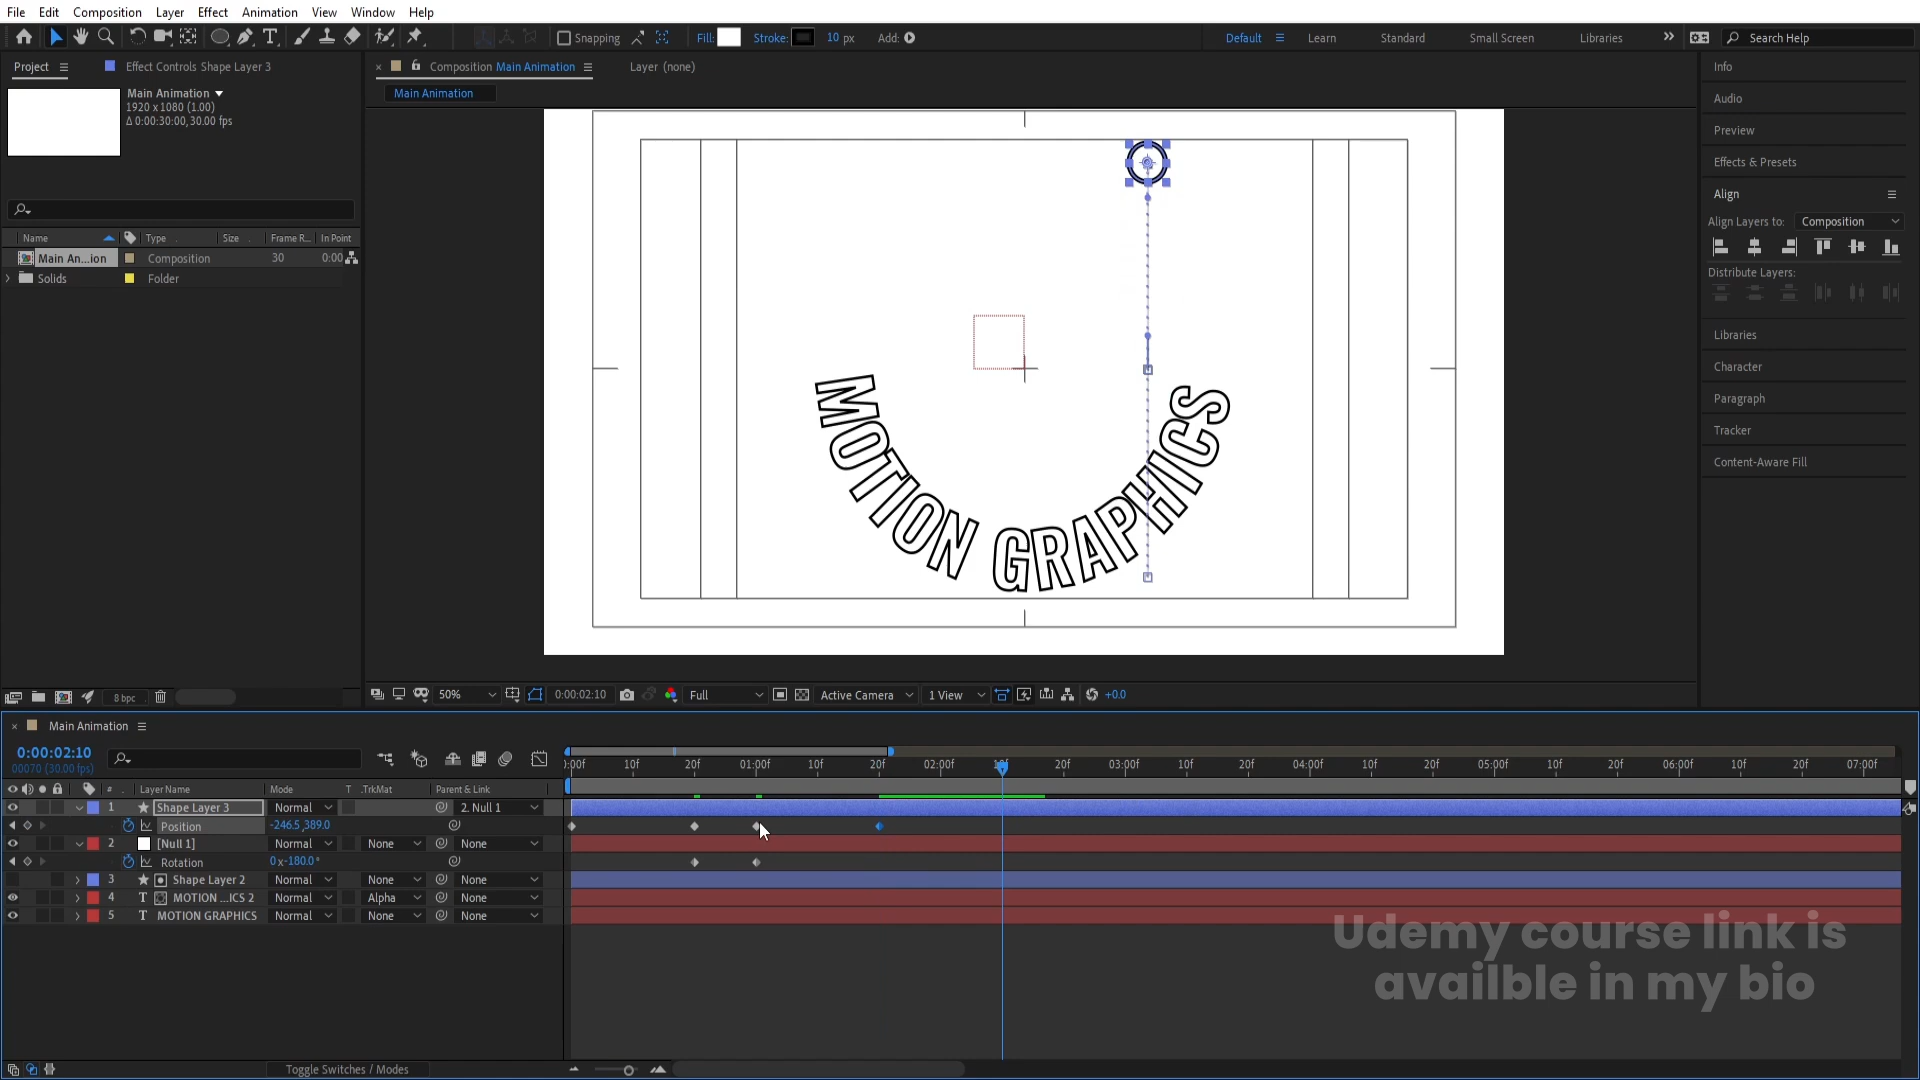 File Edit Composition Layer Effect Animation View Window Help
Snapping Fill: Stroke: 10 px Add: Default Learn Standard Small Screen Libraries Search Help
Project Effect Controls Shape Layer 3 Composition Main Animation Layer (none) Info
Main Animation
1920 x 1080 (1.00)
Δ 0:00:30:00, 30.00 fps
Main Animation
Audio
Preview
Effects & Presets
Align
Align Layers to: Composition
Distribute Layers:
Libraries
Character
Paragraph
Tracker
Content-Aware Fill
Name Type Size Frame R... In Point
Main An...ion Composition 30 0:00
Solids Folder
MOTION GRAPHICS
8 bpc 50% 0:00:02:10 Full Active Camera 1 View +0.0
Main Animation
0:00:02:10
00070 (30.00 fps)
):00f 10f 20f 01:00f 10f 20f 02:00f 10f 20f 03:00f 10f 20f 04:00f 10f 20f 05:00f 10f 20f 06:00f 10f 20f 07:00f
# Layer Name Mode T .TrkMat Parent & Link
1 Shape Layer 3 Normal 2. Null 1
Position -246.5,389.0
2 [Null 1] Normal None None
Rotation 0x-180.0°
3 Shape Layer 2 Normal None None
4 T MOTION ...ICS 2 Normal Alpha None
5 T MOTION GRAPHICS Normal None None
Udemy course link is
availble in my bio
Toggle Switches / Modes